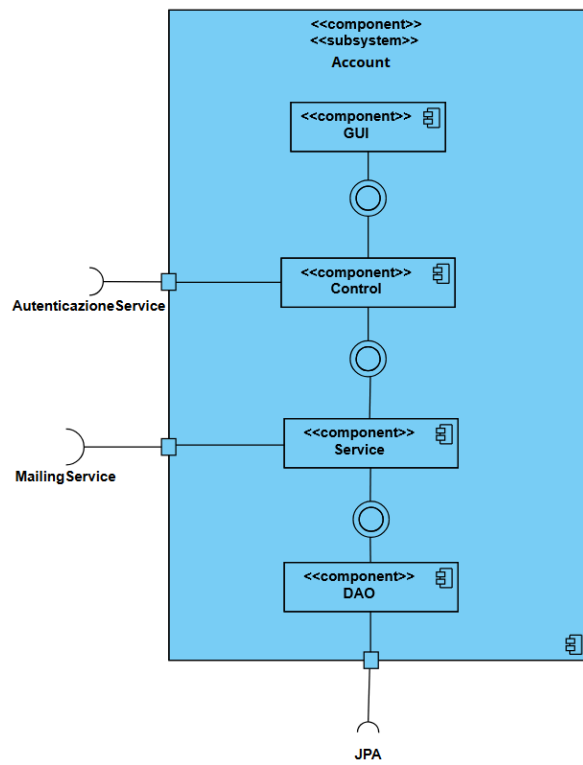 <<component>>
<<subsystem>>
Account
<<component>>
GUI
<<component>>
Control
AutenticazioneService
<<component>>
Service
MailingService
<<component>>
DAO
JPA